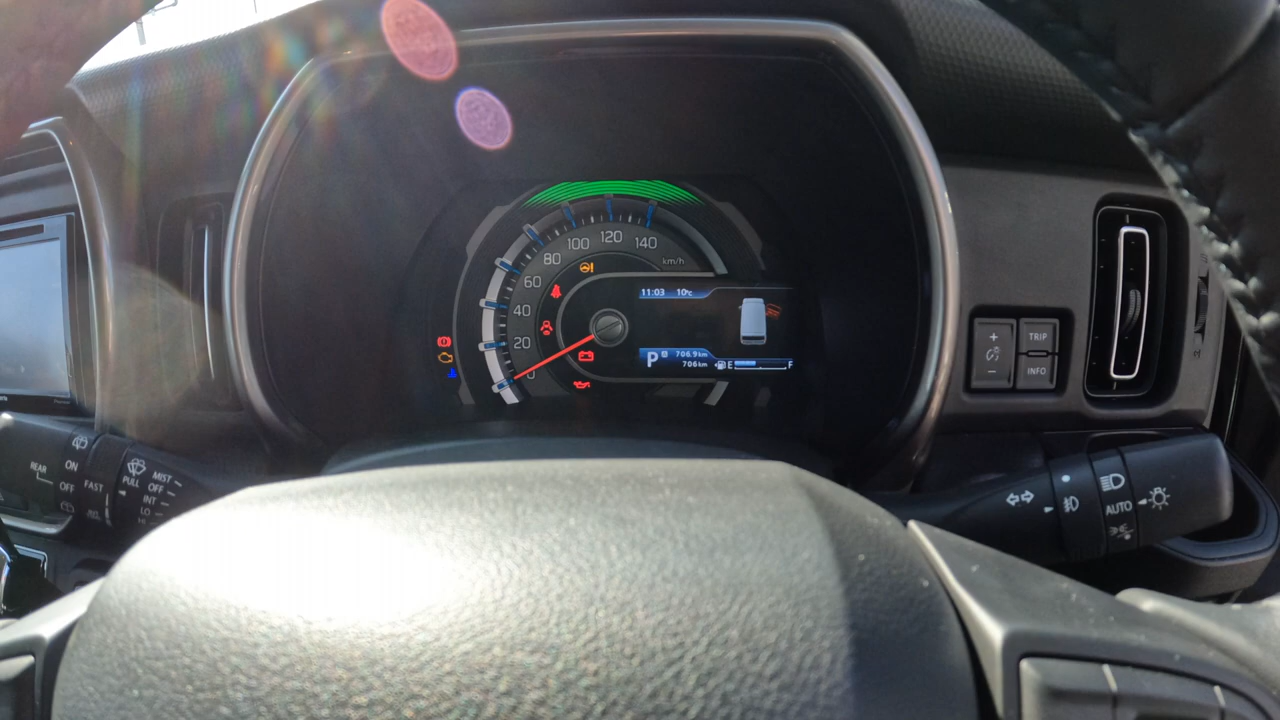 100 120 140
80
60
40
20
0
km/h
11:03 10℃
P A 706.9km
706km
E F
TRIP
INFO
+
-
REAR
ON
OFF
FAST
PULL
MIST
OFF
INT
LO
HI
AUTO